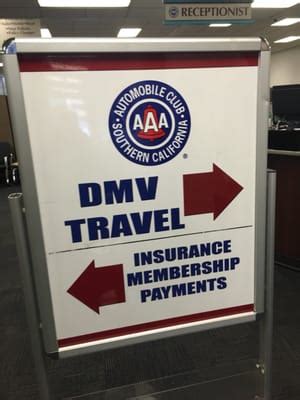 RECEPTIONIST
AUTOMOBILE CLUB
AAA
SOUTHERN CALIFORNIA
®
DMV
TRAVEL
INSURANCE
MEMBERSHIP
PAYMENTS